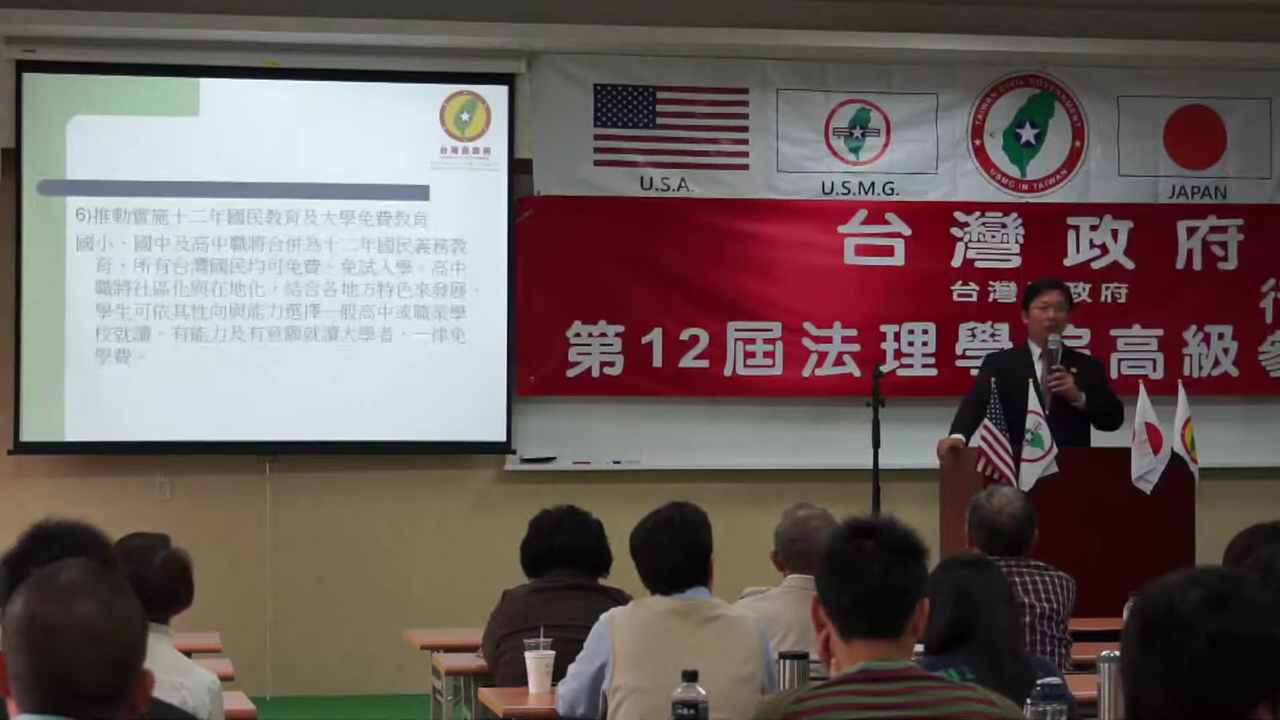 台灣民政府
6)推動實施十二年國民教育及大學免費教育
國小、國中及高中職將合併為十二年國民義務教
育，所有台灣國民均可免費、免試入學。高中
職將社區化與在地化，結合各地方特色來發展。
學生可依其性向與能力選擇一般高中或職業學
校就讀。有能力及有意願就讀大學者，一律免
學費。
U.S.A.
U.S.M.G.
TAIWAN CIVIL GOVERNMENT
USMG IN TAIWAN
JAPAN
台灣政府
台灣政府
第12屆法理學 高級